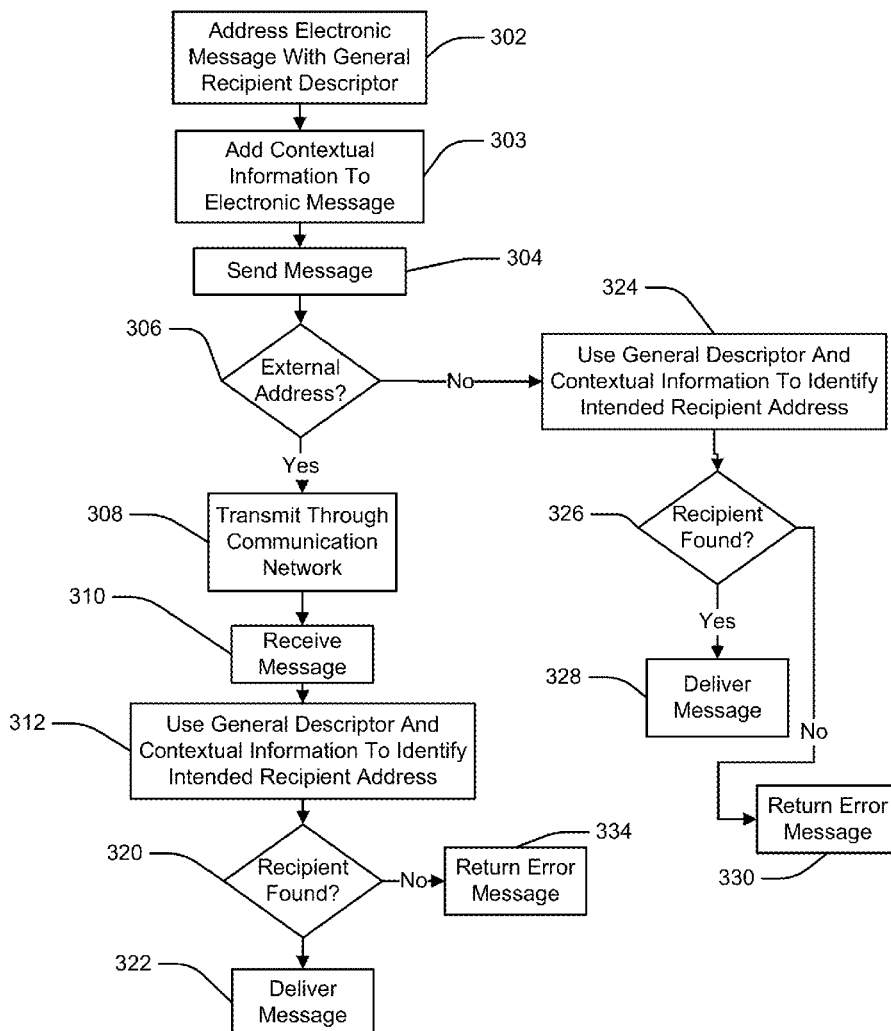 Address Electronic
Message With General
Recipient Descriptor
302
Add Contextual
Information To
Electronic Message
303
Send Message
304
306
External
Address?
No
Yes
324
Use General Descriptor And
Contextual Information To Identify
Intended Recipient Address
308
Transmit Through
Communication
Network
326
Recipient
Found?
Yes
No
310
Receive
Message
328
Deliver
Message
312
Use General Descriptor And
Contextual Information To Identify
Intended Recipient Address
Return Error
Message
330
320
Recipient
Found?
No
334
Return Error
Message
Yes
322
Deliver
Message